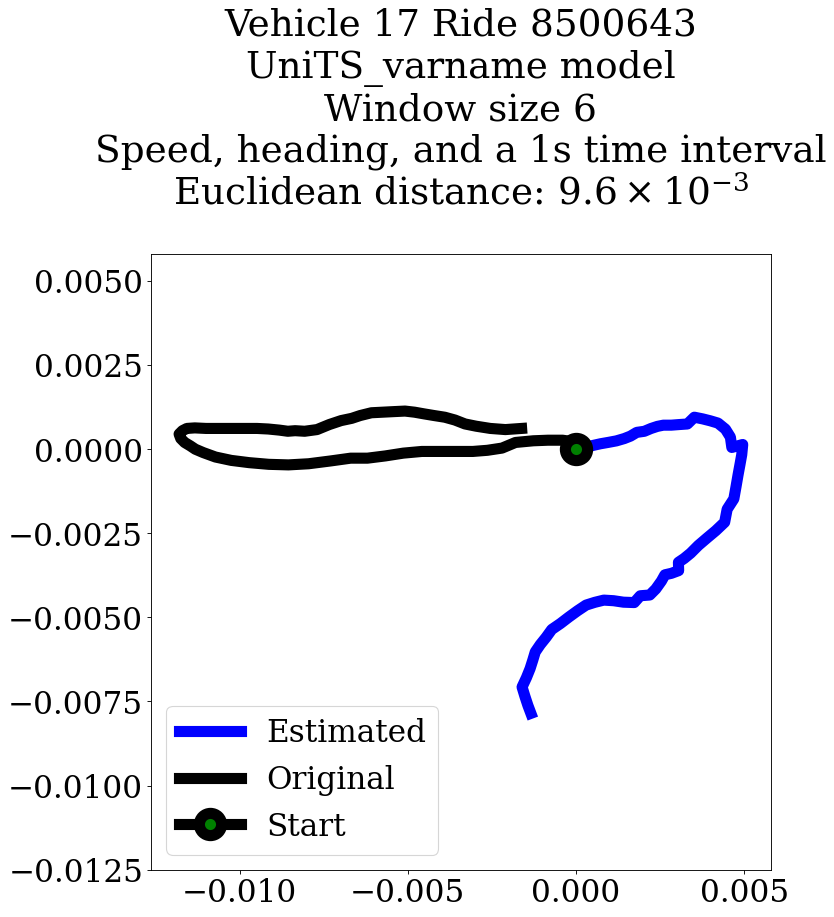 Vehicle 17 Ride 8500643
UniTS_varname model
Window size 6
Speed, heading, and a 1s time interval
Euclidean distance: 9.6 × 10⁻³
0.0050
0.0025
0.0000
−0.0025
−0.0050
−0.0075
−0.0100
−0.0125
Estimated
Original
Start
−0.010
−0.005
0.000
0.005